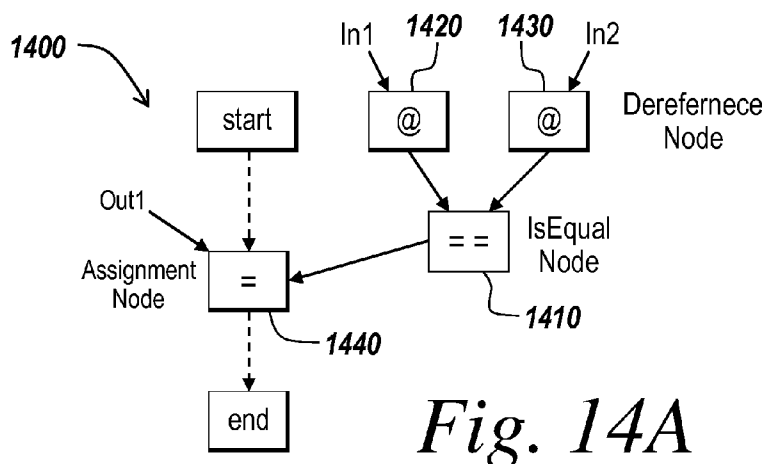 1400
start
In1
1420
1430
In2
@
@
Derefernece
Node
Out1
= =
IsEqual
Node
Assignment
Node
=
1410
1440
end
Fig. 14A